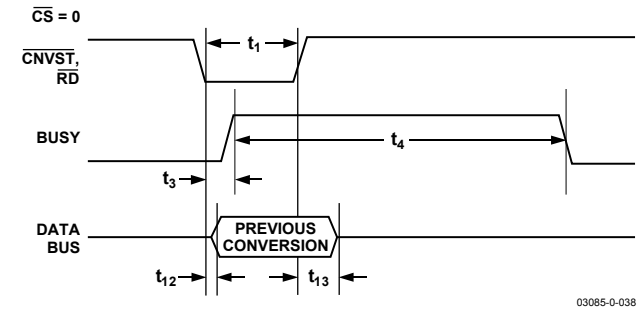 CS = 0
CNVST,
RD
t1
BUSY
t4
t3
DATA
BUS
PREVIOUS
CONVERSION
t12
t13
03085-0-038